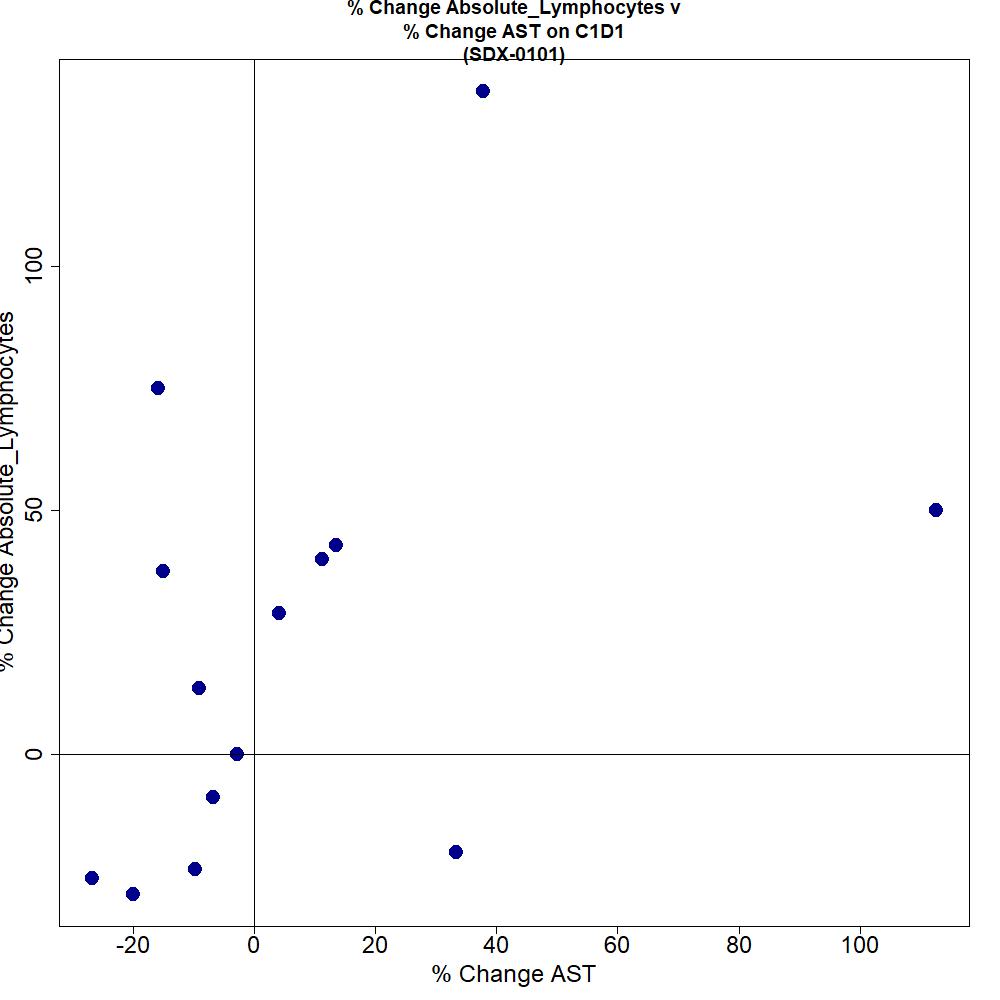 % Change Absolute_Lymphocytes v
% Change AST on C1D1
(SDX-0101)
% Change Absolute_Lymphocytes
100
50
0
-20 0 20 40 60 80 100
% Change AST